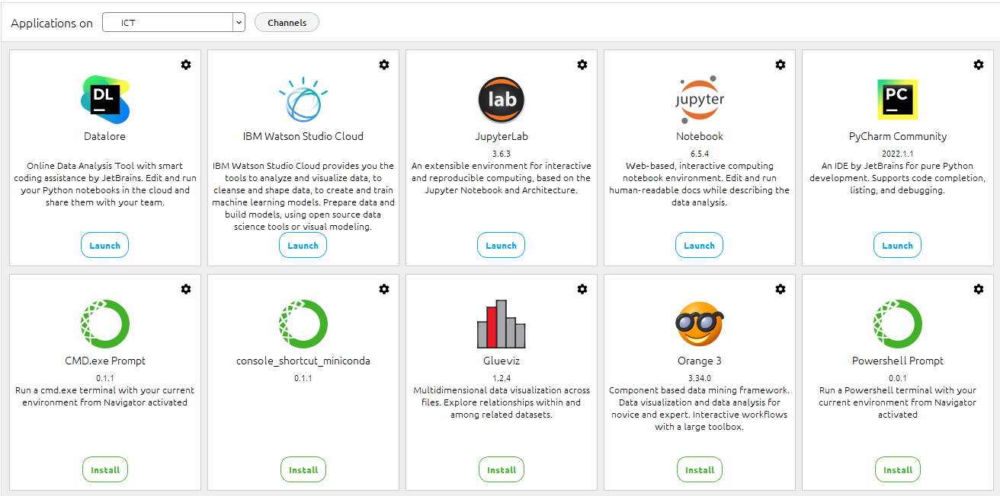 Applications on ICT Channels
DL
Datalore
Online Data Analysis Tool with smart
coding assistance by JetBrains. Edit and run
your Python notebooks in the cloud and
share them with your team.
Launch
IBM Watson Studio Cloud
IBM Watson Studio Cloud provides you the
tools to analyze and visualize data, to
cleanse and shape data, to create and train
machine learning models. Prepare data and
build models, using open source data
science tools or visual modeling.
Launch
lab
JupyterLab
3.6.3
An extensible environment for interactive
and reproducible computing, based on the
Jupyter Notebook and Architecture.
Launch
jupyter
Notebook
6.5.4
Web-based, interactive computing
notebook environment. Edit and run
human-readable docs while describing the
data analysis.
Launch
PC
PyCharm Community
2022.1.1
An IDE by JetBrains for pure Python
development. Supports code completion,
listing, and debugging.
Launch
CMD.exe Prompt
0.1.1
Run a cmd.exe terminal with your current
environment from Navigator activated
Install
console_shortcut_miniconda
0.1.1
Install
Glueviz
1.2.4
Multidimensional data visualization across
files. Explore relationships within and
among related datasets.
Install
Orange 3
3.34.0
Component based data mining framework.
Data visualization and data analysis for
novice and expert. Interactive workflows
with a large toolbox.
Install
Powershell Prompt
0.0.1
Run a Powershell terminal with your
current environment from Navigator
activated
Install